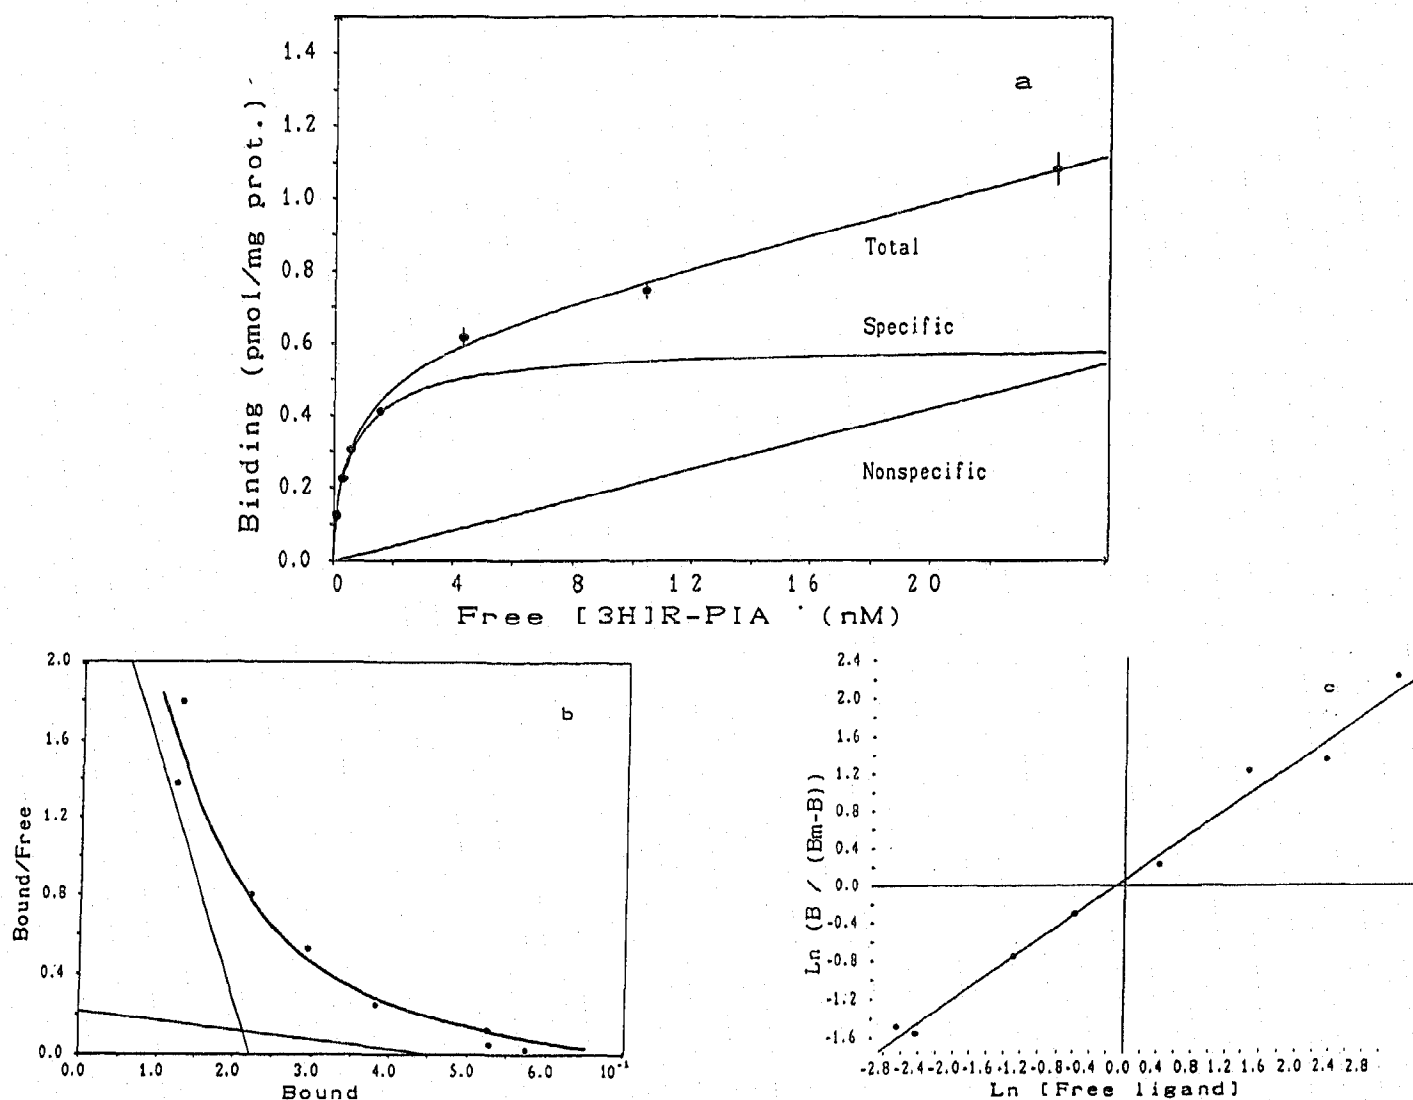 1.4
a
1.2
1.0
Total
0.8
Specific
0.6
0.4
Nonspecific
0.2
0.0
Binding (pmol/mg prot.)
0 4 8 12 16 20
Free [3H]R-PIA (nM)
2.0
b
1.6
1.2
0.8
0.4
0.0
Bound/Free
0.0 1.0 2.0 3.0 4.0 5.0 6.0 10⁻¹
Bound
2.4
c
2.0
1.6
1.2
0.8
0.4
0.0
-0.4
-0.8
-1.2
-1.6
Ln (B / (Bm-B))
-2.8 -2.4 -2.0 -1.6 -1.2 -0.8 -0.4 0.0 0.4 0.8 1.2 1.6 2.0 2.4 2.8
Ln [Free ligand]